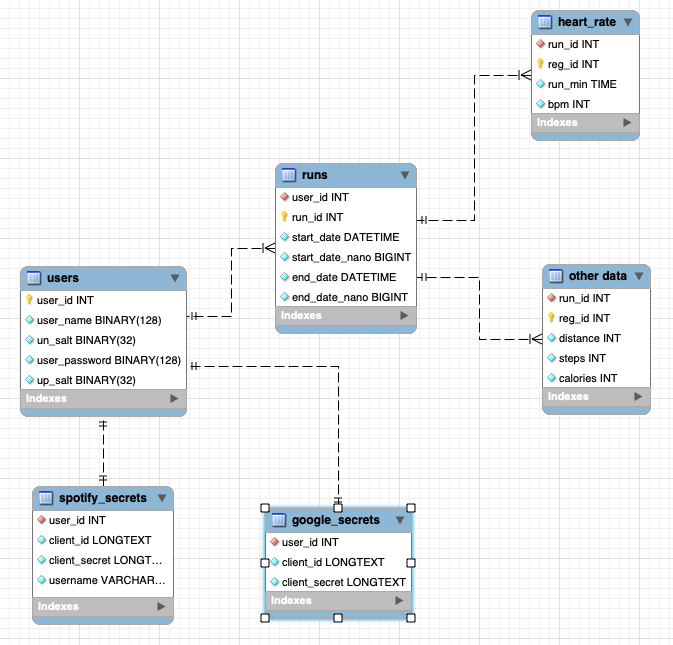 heart_rate
run_id INT
reg_id INT
run_min TIME
bpm INT
Indexes
runs
user_id INT
run_id INT
start_date DATETIME
start_date_nano BIGINT
end_date DATETIME
end_date_nano BIGINT
Indexes
users
user_id INT
user_name BINARY(128)
un_salt BINARY(32)
user_password BINARY(128)
up_salt BINARY(32)
Indexes
other data
run_id INT
reg_id INT
distance INT
steps INT
calories INT
Indexes
spotify_secrets
user_id INT
client_id LONGTEXT
client_secret LONGT...
username VARCHAR...
Indexes
google_secrets
user_id INT
client_id LONGTEXT
client_secret LONGTEXT
Indexes